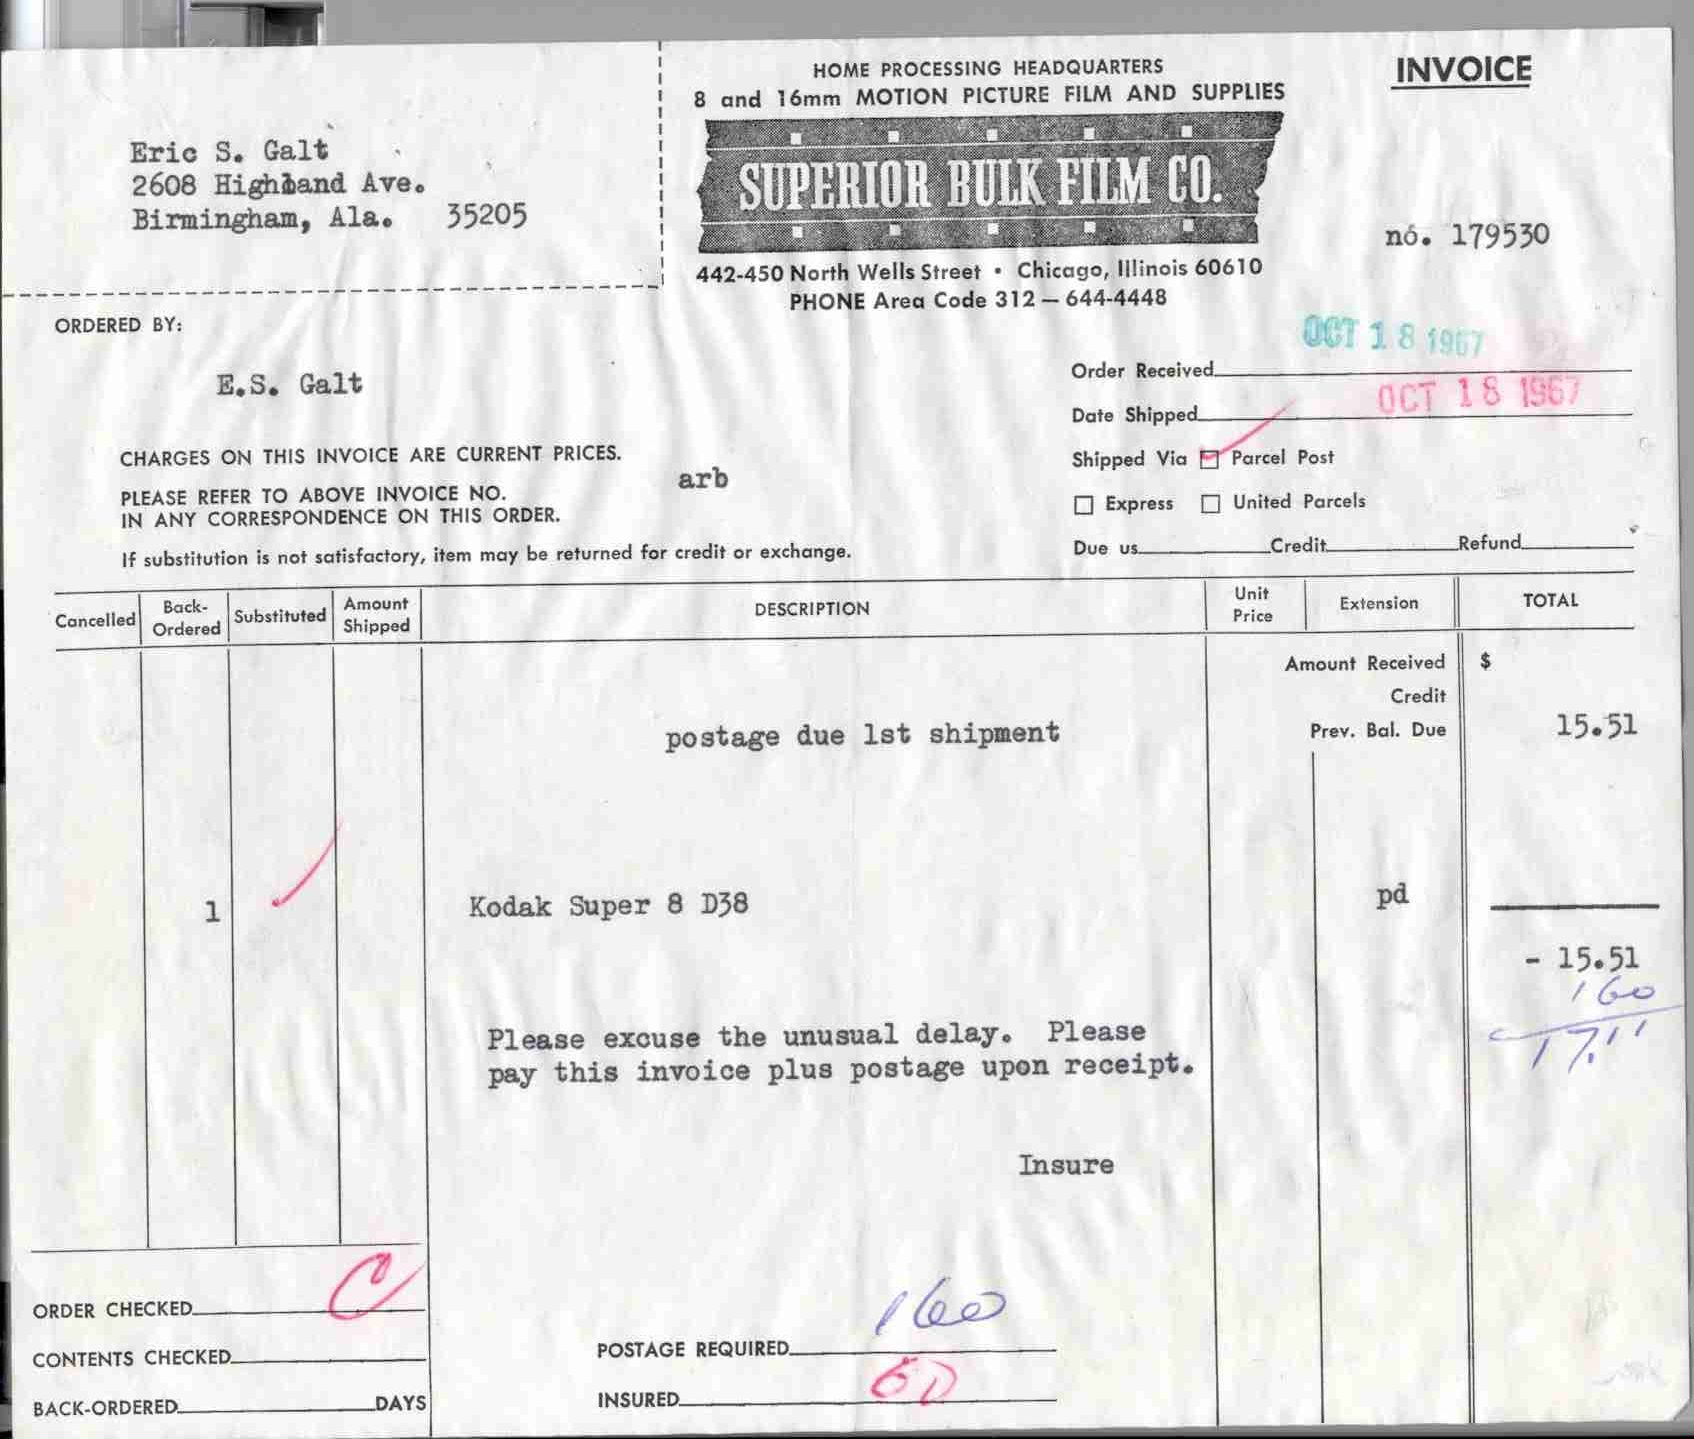 HOME PROCESSING HEADQUARTERS
8 and 16mm MOTION PICTURE FILM AND SUPPLIES
SUPERIOR BULK FILM CO.
442-450 North Wells Street • Chicago, Illinois 60610
PHONE Area Code 312 — 644-4448
INVOICE
no. 179530
Eric S. Galt
2608 Highland Ave.
Birmingham, Ala. 35205
ORDERED BY:
E.S. Galt
CHARGES ON THIS INVOICE ARE CURRENT PRICES.
arb
PLEASE REFER TO ABOVE INVOICE NO.
IN ANY CORRESPONDENCE ON THIS ORDER.
If substitution is not satisfactory, item may be returned for credit or exchange.
OCT 18 1967
Order Received
OCT 18 1967
Date Shipped
Shipped Via Parcel Post
Express United Parcels
Due us Credit Refund
Cancelled Back-Ordered Substituted Amount Shipped DESCRIPTION Unit Price Extension TOTAL
Amount Received $
Credit
postage due 1st shipment Prev. Bal. Due 15.51
1 Kodak Super 8 D38 pd
- 15.51
160
17.11
Please excuse the unusual delay. Please
pay this invoice plus postage upon receipt.
Insure
ORDER CHECKED C
CONTENTS CHECKED
BACK-ORDERED DAYS
POSTAGE REQUIRED 160
INSURED